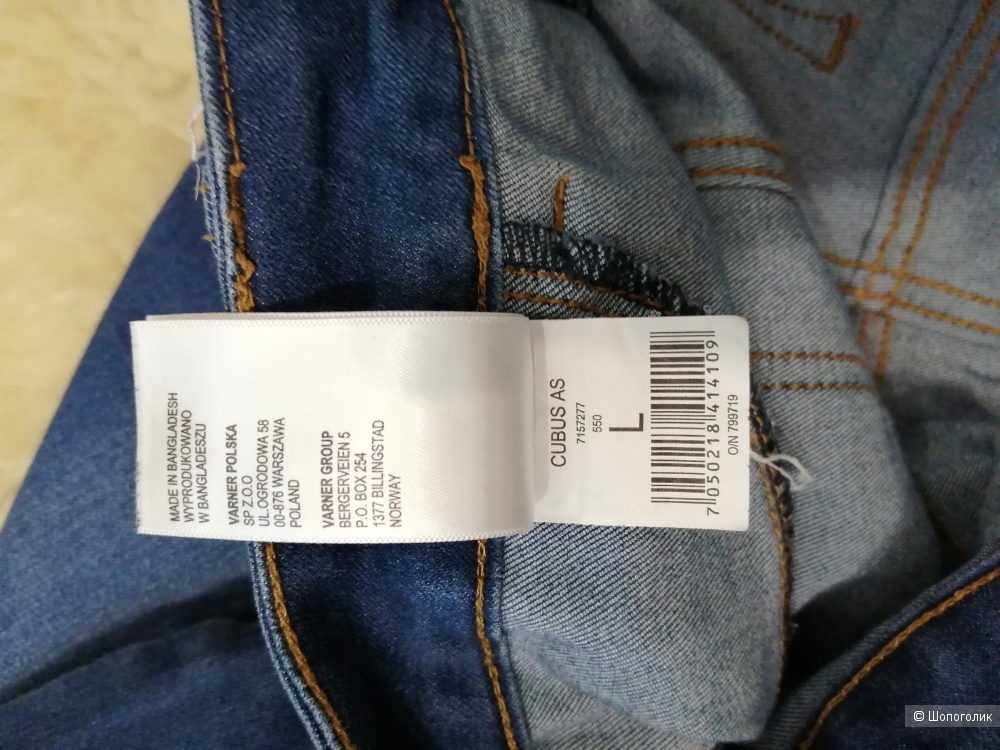 MADE IN BANGLADESH
WYPRODUKOWANO
W BANGLADESZU
VARNER POLSKA
SP Z.O.O
UL.OGRODOWA 58
00-876 WARSZAWA
POLAND
VARNER GROUP
BERGERVEIEN 5
P.O. BOX 254
1377 BILLINGSTAD
NORWAY
CUBUS AS
7157277
550
L
7 050218 414109
O/N 799719
© Шопоголик